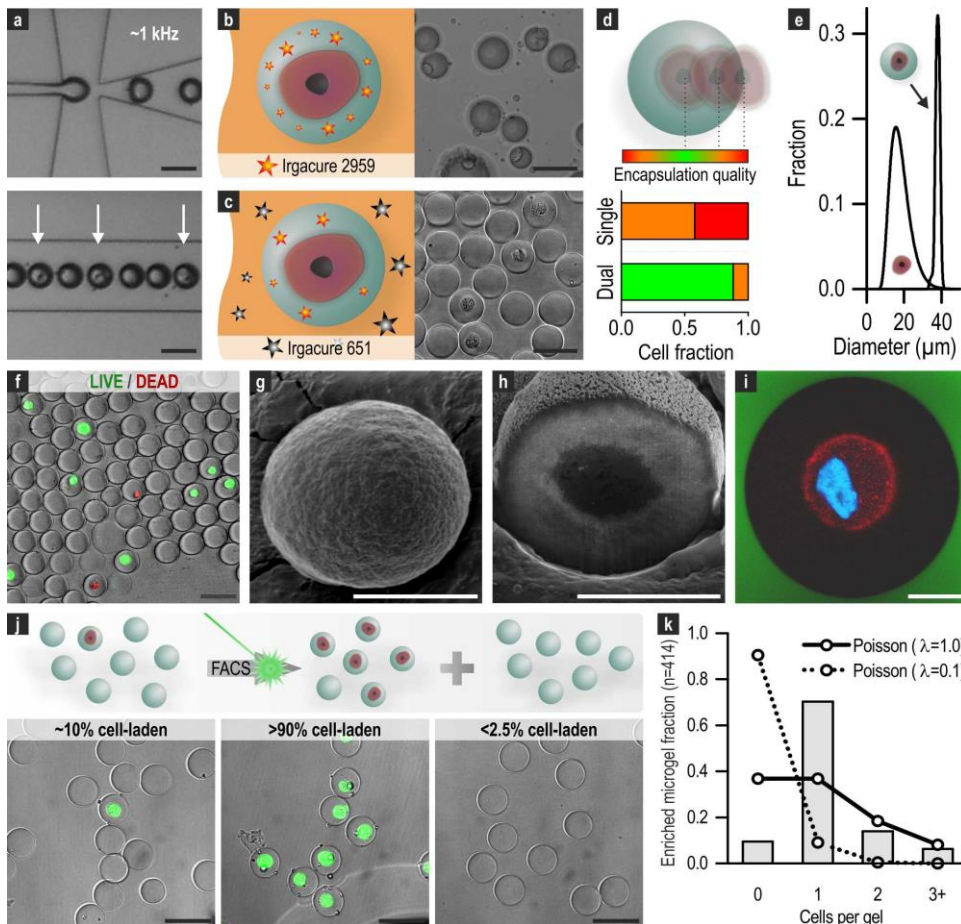 a
~1 kHz
b
Irgacure 2959
c
Irgacure 651
d
Encapsulation quality
Single
Dual
0.0 0.5 1.0
Cell fraction
e
Fraction
0.3
0.2
0.1
0.0
0 20 40
Diameter (µm)
f
LIVE / DEAD
g
h
i
j
FACS
~10% cell-laden
>90% cell-laden
<2.5% cell-laden
k
Enriched microgel fraction (n=414)
1.0
0.8
0.6
0.4
0.2
0.0
Poisson (λ=1.0)
Poisson (λ=0.1)
0 1 2 3+
Cells per gel